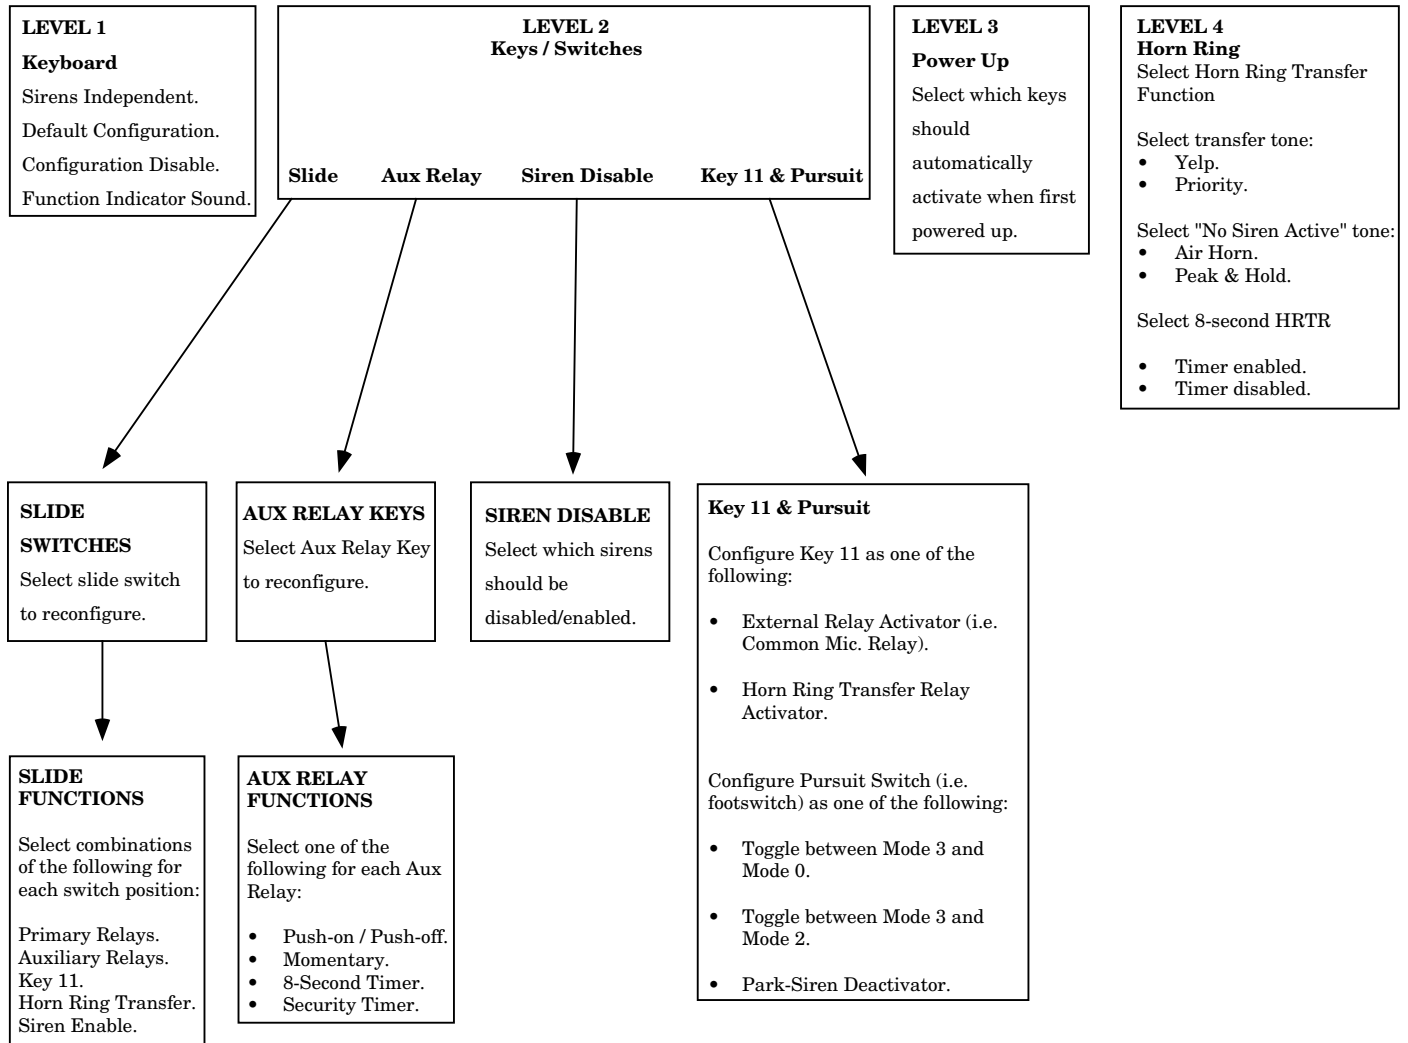 LEVEL 1
Keyboard
Sirens Independent.
Default Configuration.
Configuration Disable.
Function Indicator Sound.
LEVEL 2
Keys / Switches
Slide Aux Relay Siren Disable Key 11 & Pursuit
LEVEL 3
Power Up
Select which keys
should
automatically
activate when first
powered up.
LEVEL 4
Horn Ring
Select Horn Ring Transfer
Function
Select transfer tone:
• Yelp.
• Priority.
Select "No Siren Active" tone:
• Air Horn.
• Peak & Hold.
Select 8-second HRTR
• Timer enabled.
• Timer disabled.
SLIDE
SWITCHES
Select slide switch
to reconfigure.
AUX RELAY KEYS
Select Aux Relay Key
to reconfigure.
SIREN DISABLE
Select which sirens
should be
disabled/enabled.
Key 11 & Pursuit
Configure Key 11 as one of the
following:
• External Relay Activator (i.e.
Common Mic. Relay).
• Horn Ring Transfer Relay
Activator.
Configure Pursuit Switch (i.e.
footswitch) as one of the following:
• Toggle between Mode 3 and
Mode 0.
• Toggle between Mode 3 and
Mode 2.
• Park-Siren Deactivator.
SLIDE
FUNCTIONS
Select combinations
of the following for
each switch position:
Primary Relays.
Auxiliary Relays.
Key 11.
Horn Ring Transfer.
Siren Enable.
AUX RELAY
FUNCTIONS
Select one of the
following for each Aux
Relay:
• Push-on / Push-off.
• Momentary.
• 8-Second Timer.
• Security Timer.